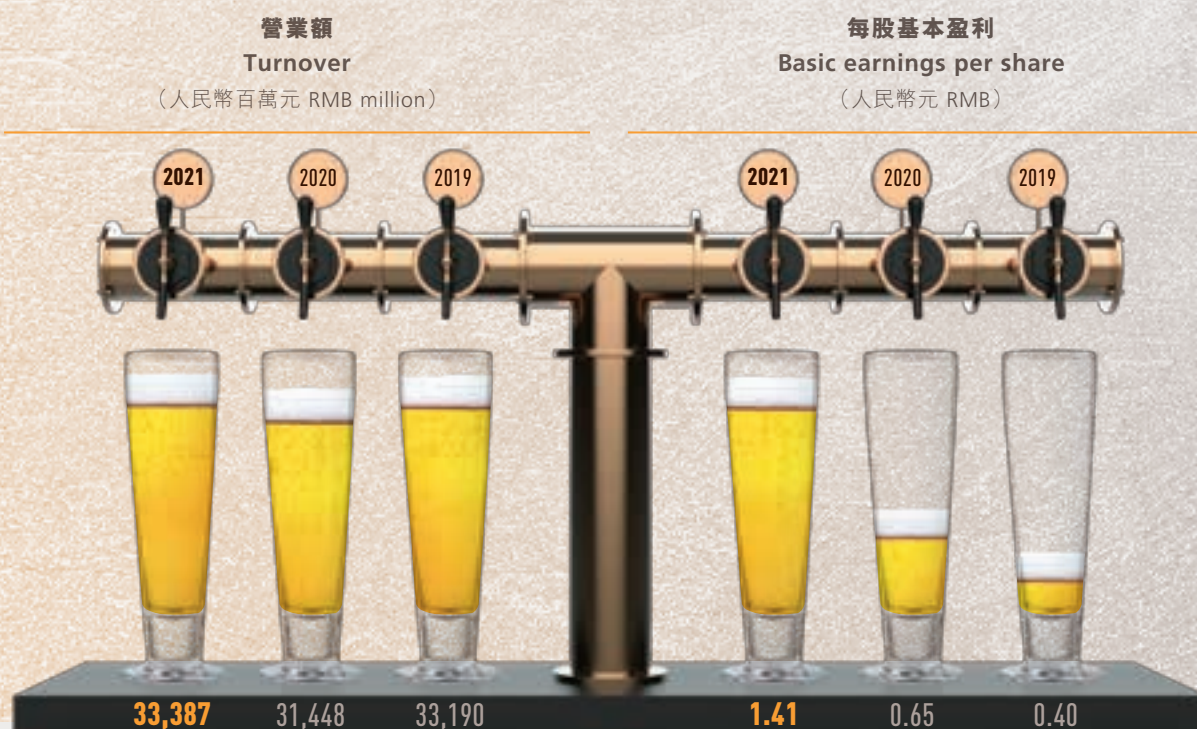 營業額
Turnover
（人民幣百萬元 RMB million）
2021 2020 2019
33,387 31,448 33,190
每股基本盈利
Basic earnings per share
（人民幣元 RMB）
2021 2020 2019
1.41 0.65 0.40